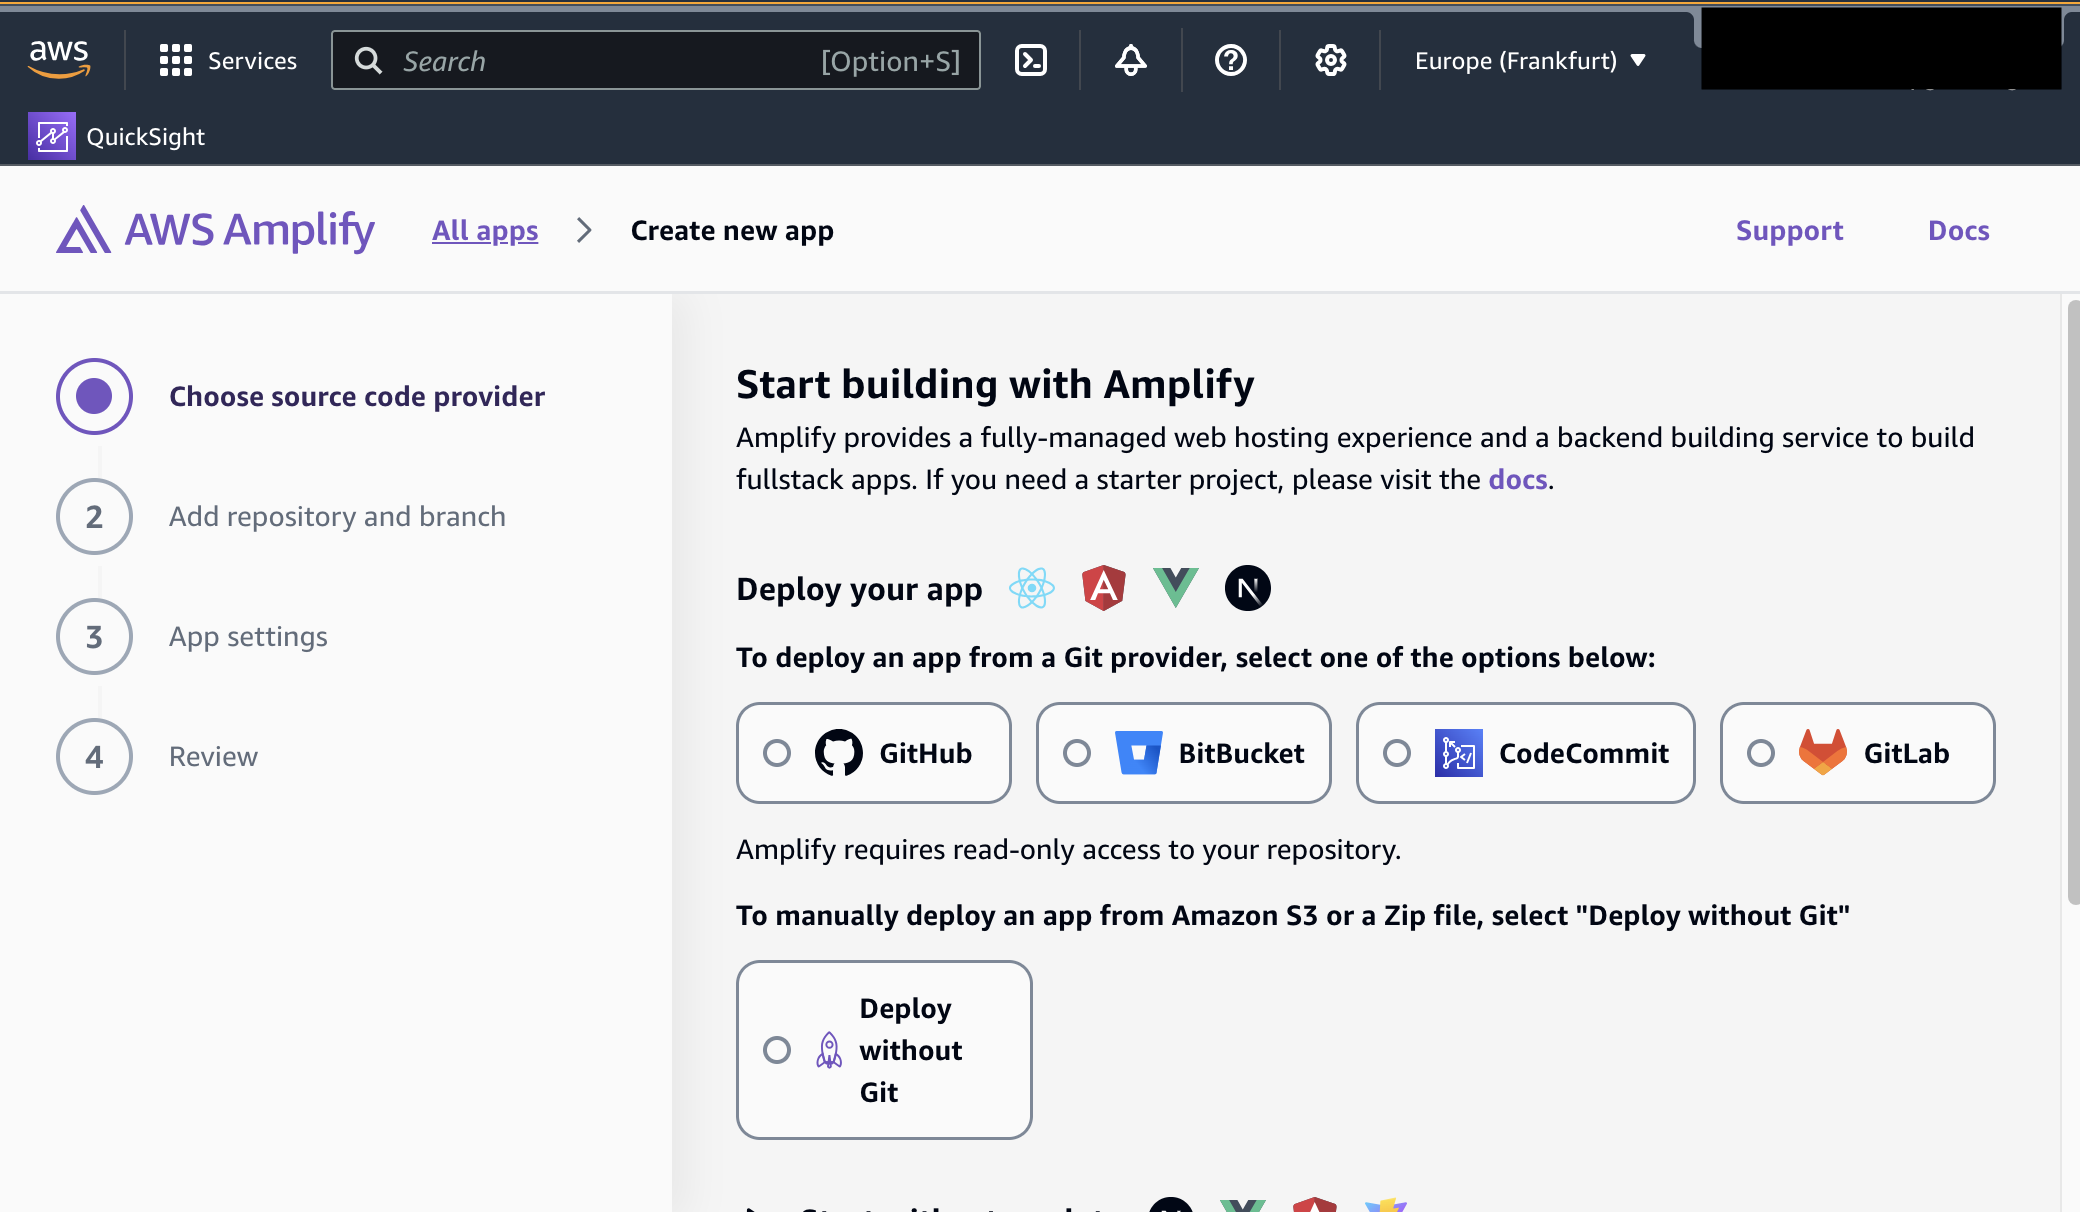 aws
Services
Search
[Option+S]
Europe (Frankfurt)
QuickSight
AWS Amplify
All apps
Create new app
Support
Docs
Choose source code provider
2
Add repository and branch
3
App settings
4
Review
Start building with Amplify
Amplify provides a fully-managed web hosting experience and a backend building service to build
fullstack apps. If you need a starter project, please visit the docs.
Deploy your app
To deploy an app from a Git provider, select one of the options below:
GitHub
BitBucket
CodeCommit
GitLab
Amplify requires read-only access to your repository.
To manually deploy an app from Amazon S3 or a Zip file, select "Deploy without Git"
Deploy
without
Git